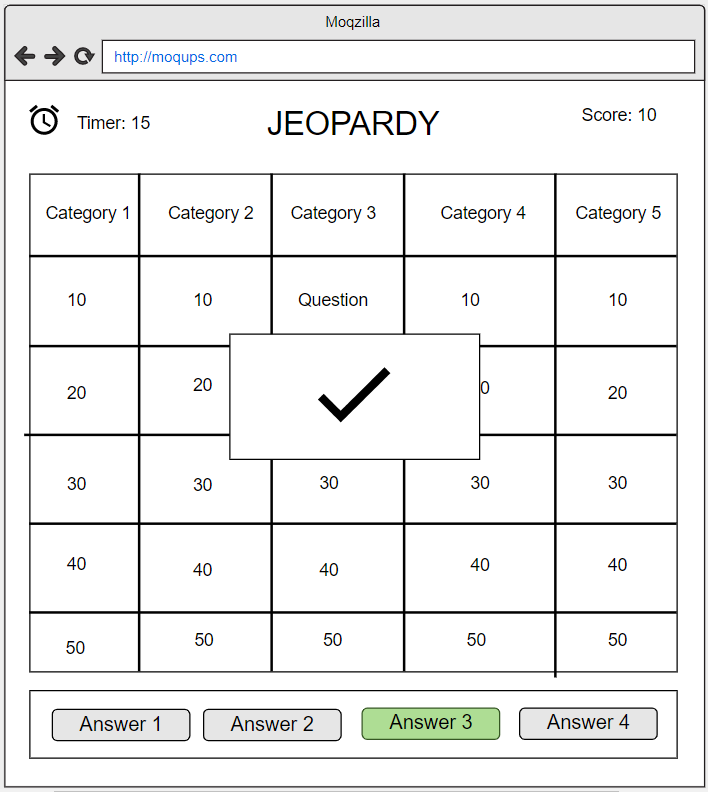 Moqzilla
http://moqups.com
Timer: 15
JEOPARDY
Score: 10
Category 1 Category 2 Category 3 Category 4 Category 5
10 10 Question 10 10
20 20 0 20
30 30 30 30 30
40 40 40 40 40
50 50 50 50 50
Answer 1 Answer 2 Answer 3 Answer 4